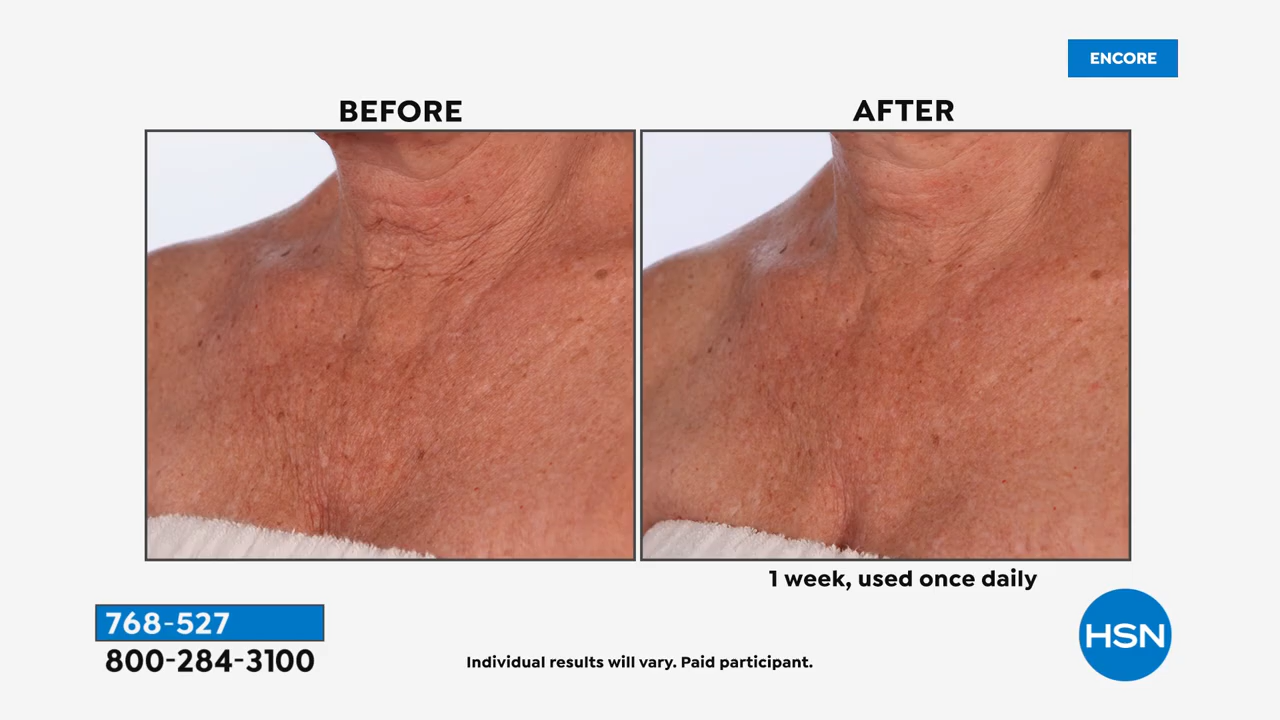 ENCORE
BEFORE
AFTER
1 week, used once daily
768-527
800-284-3100
Individual results will vary. Paid participant.
HSN